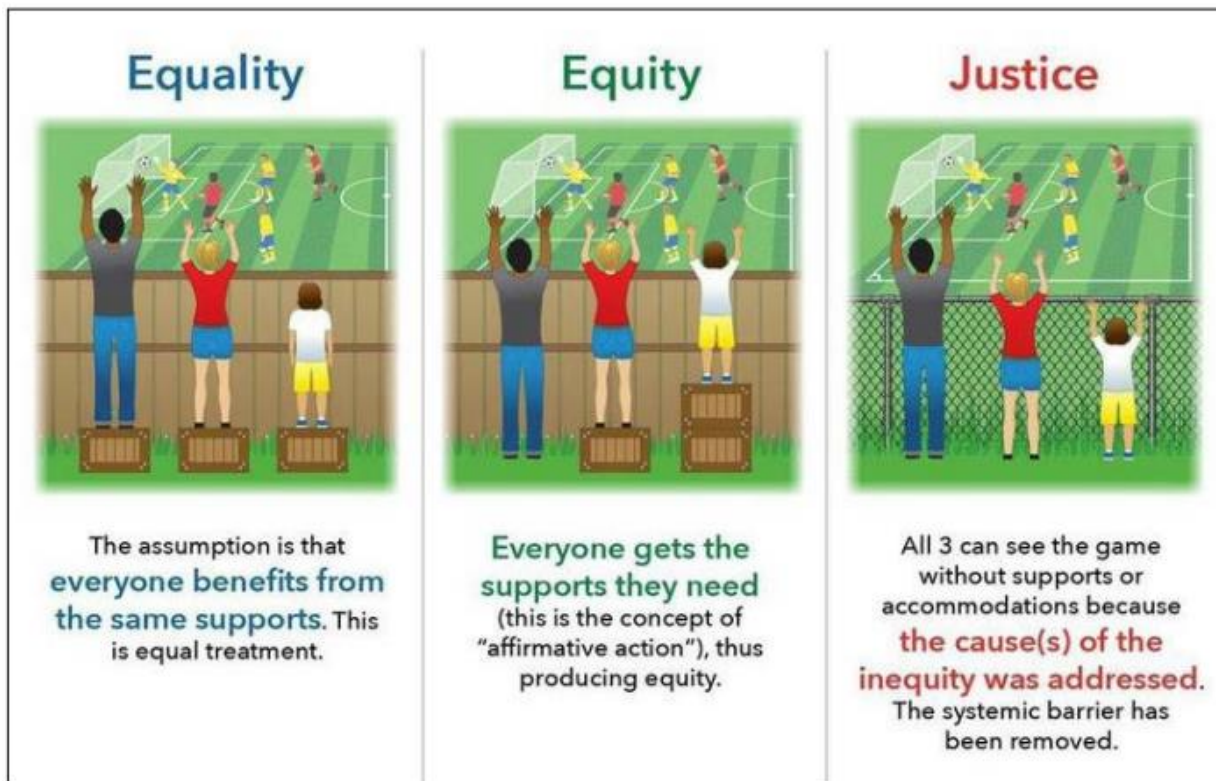 Equality
The assumption is that
everyone benefits from
the same supports. This
is equal treatment.
Equity
Everyone gets the
supports they need
(this is the concept of
"affirmative action"), thus
producing equity.
Justice
All 3 can see the game
without supports or
accommodations because
the cause(s) of the
inequity was addressed.
The systemic barrier has
been removed.